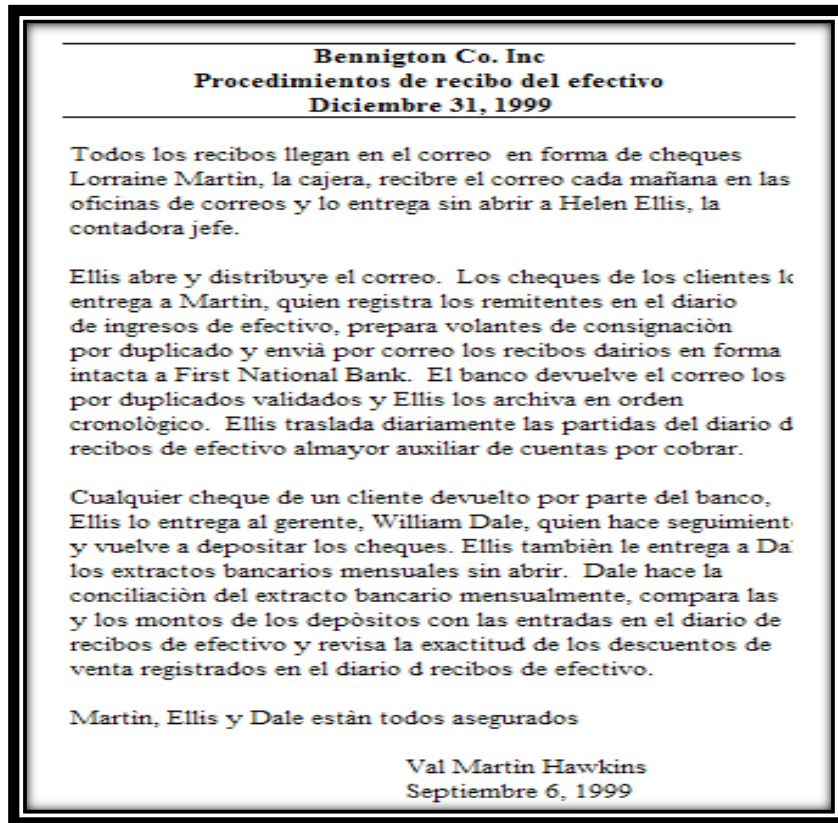 Bennigton Co. Inc
Procedimientos de recibo del efectivo
Diciembre 31, 1999
Todos los recibos llegan en el correo en forma de cheques
Lorraine Martìn, la cajera, recibre el correo cada mañana en las
oficinas de correos y lo entrega sin abrir a Helen Ellis, la
contadora jefe.
Ellis abre y distribuye el correo. Los cheques de los clientes lo
entrega a Martìn, quien registra los remitentes en el diario
de ingresos de efectivo, prepara volantes de consignaciòn
por duplicado y envià por correo los recibos dairios en forma
intacta a First National Bank. El banco devuelve el correo los
por duplicados validados y Ellis los archiva en orden
cronològico. Ellis traslada diariamente las partidas del diario d
recibos de efectivo almayor auxiliar de cuentas por cobrar.
Cualquier cheque de un cliente devuelto por parte del banco,
Ellis lo entrega al gerente, William Dale, quien hace seguimient
y vuelve a depositar los cheques. Ellis tambièn le entrega a Dal
los extractos bancarios mensuales sin abrir. Dale hace la
conciliaciòn del extracto bancario mensualmente, compara las
y los montos de los depòsitos con las entradas en el diario de
recibos de efectivo y revisa la exactitud de los descuentos de
venta registrados en el diario d recibos de efectivo.
Martìn, Ellis y Dale estàn todos asegurados
Val Martìn Hawkins
Septiembre 6, 1999